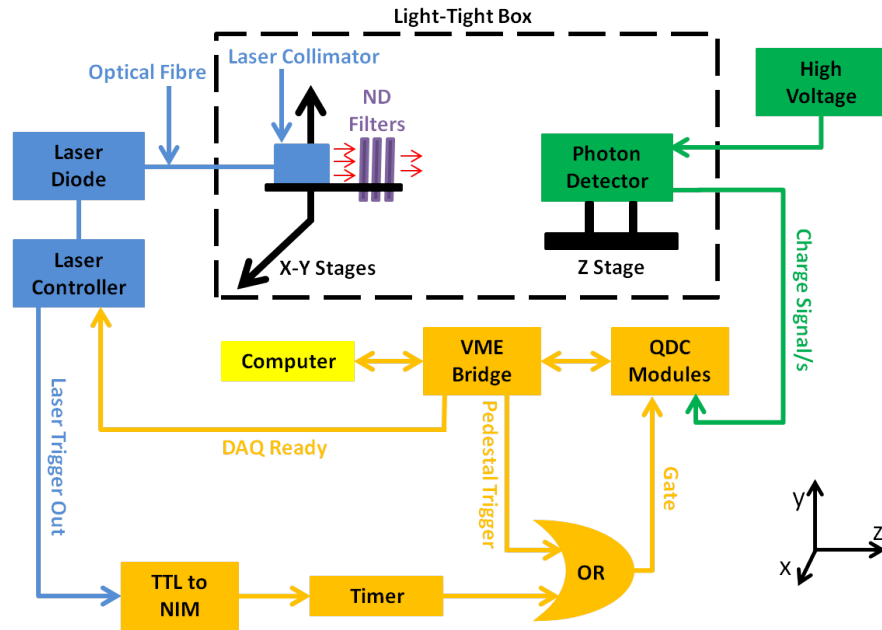 Light-Tight Box
Laser Collimator
Optical Fibre
ND
Filters
High
Voltage
Laser
Diode
Photon
Detector
X-Y Stages
Z Stage
Laser
Controller
Charge Signal/s
Computer
VME
Bridge
QDC
Modules
DAQ Ready
Laser Trigger Out
Pedestal Trigger
Gate
TTL to
NIM
Timer
OR
y
z
x